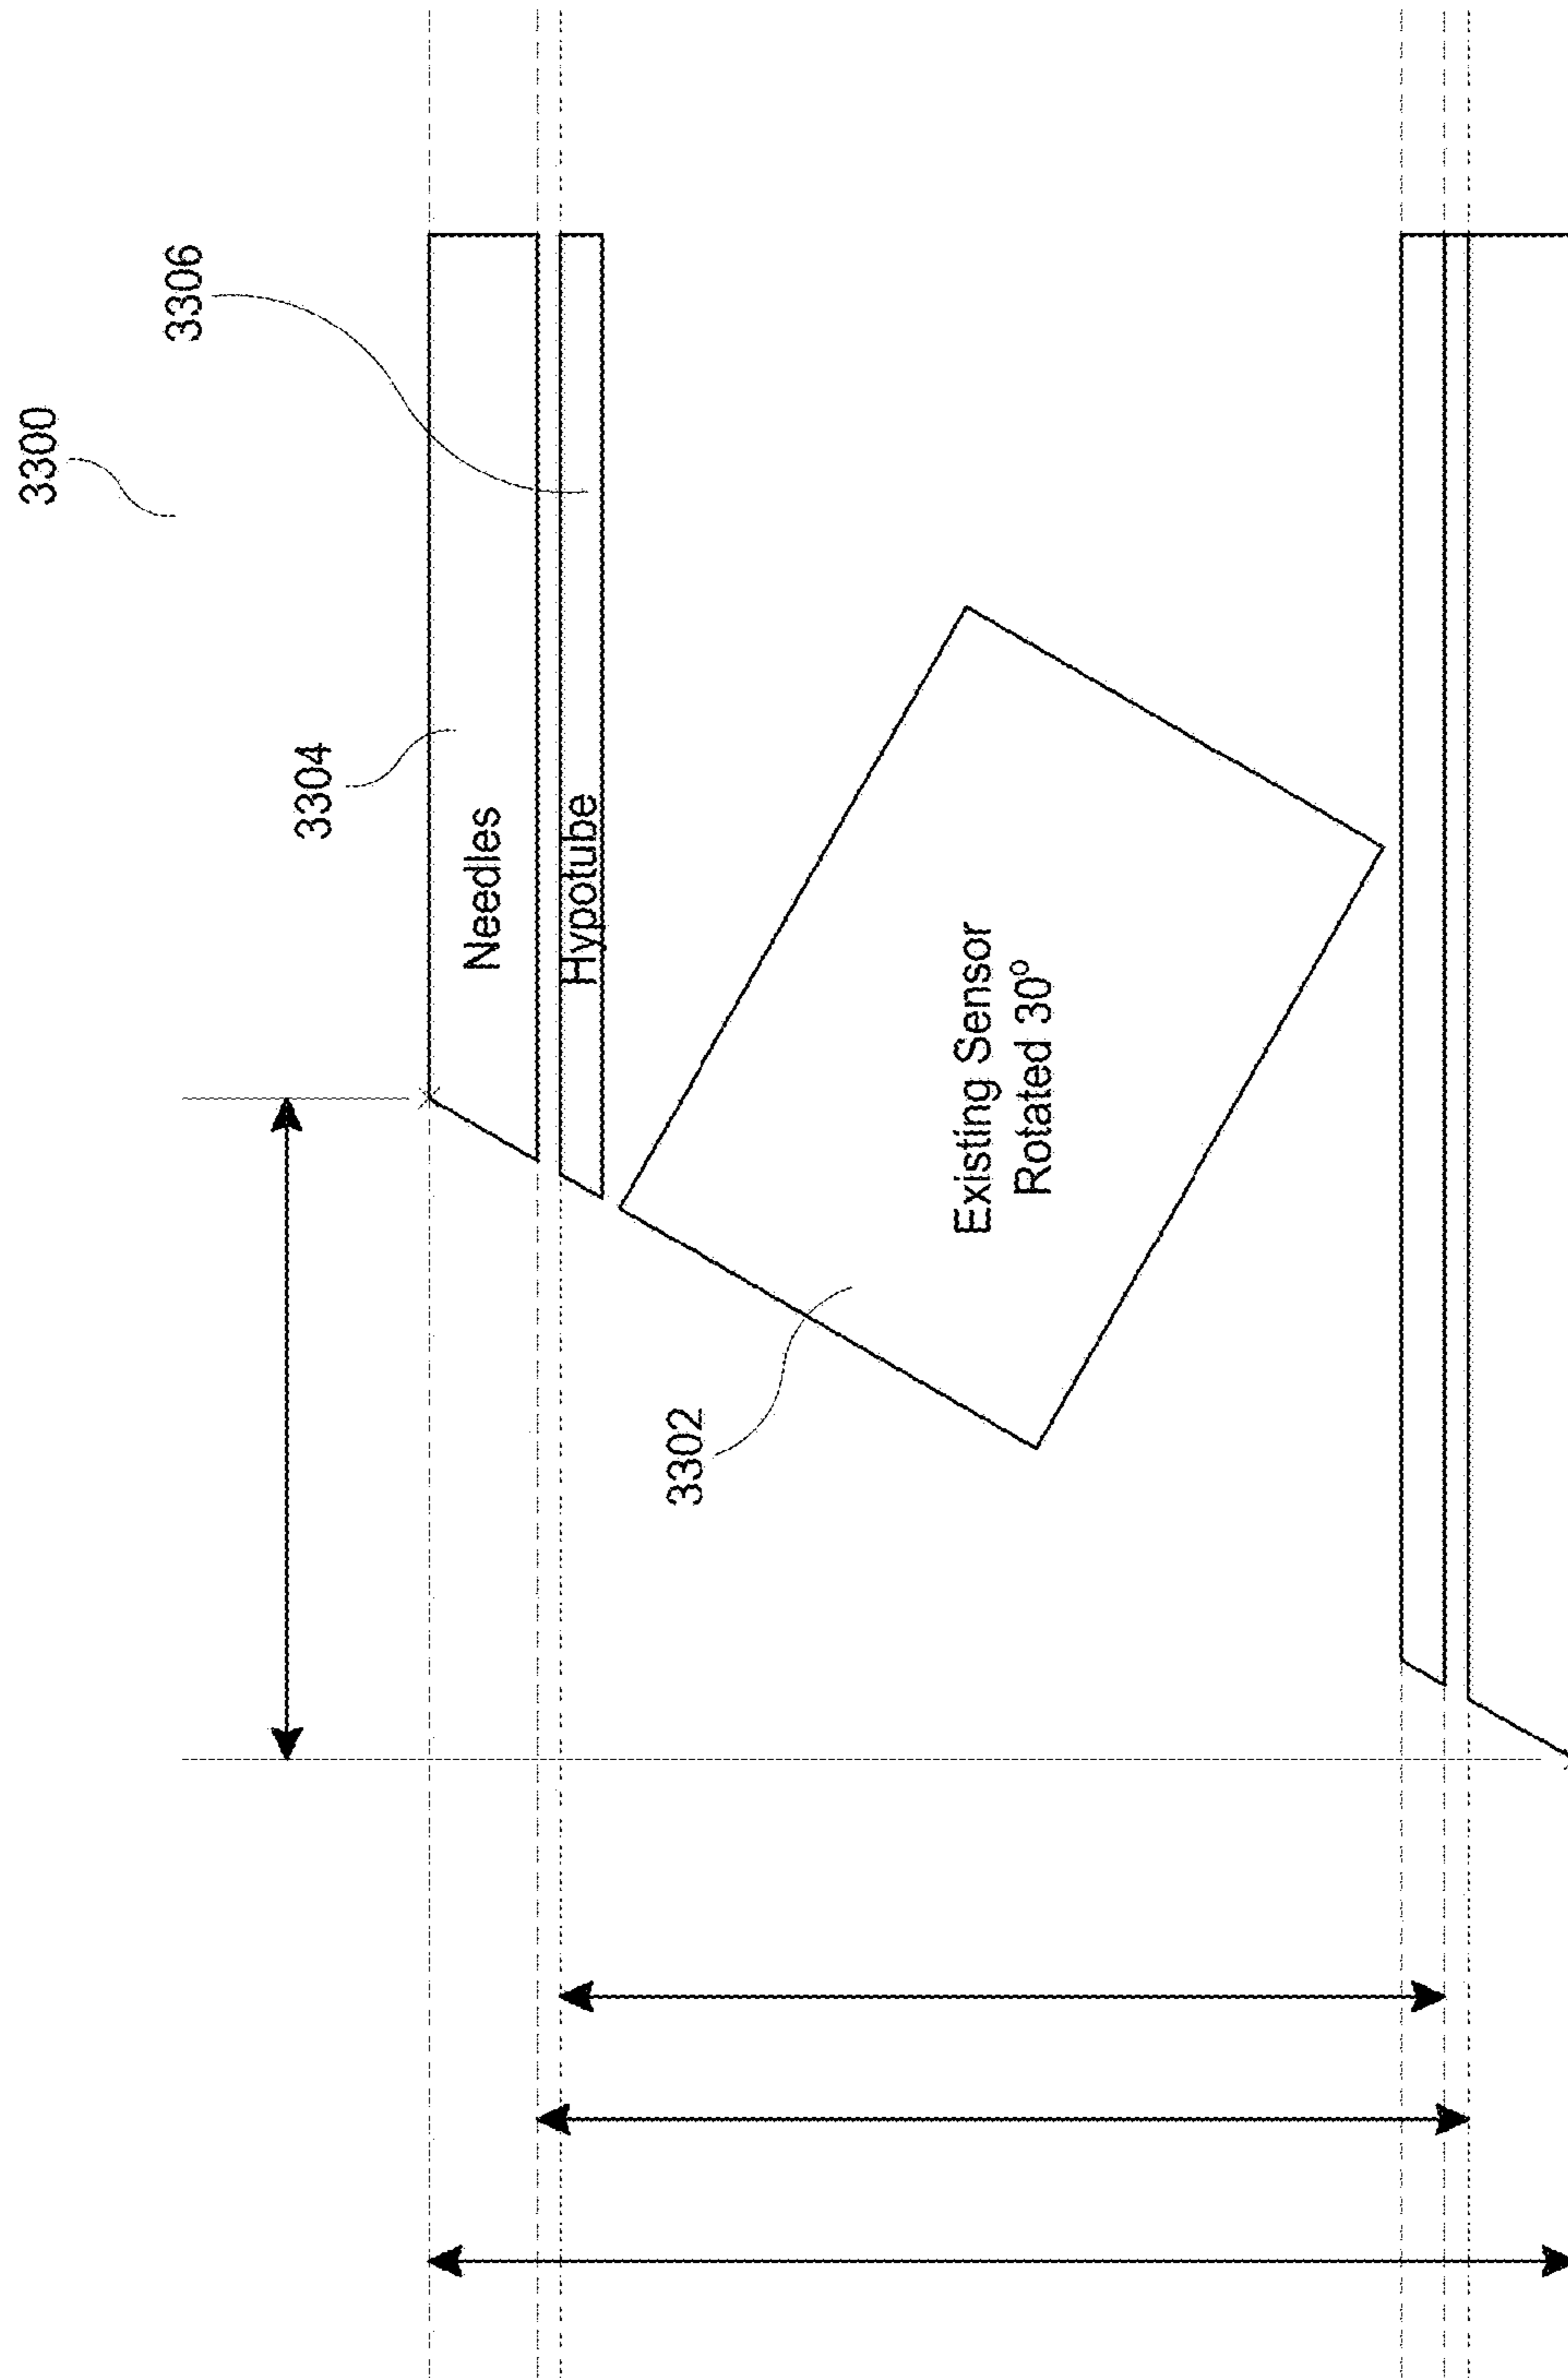 3300
3306
3304
Needles
Hypotube
3302
Existing Sensor
Rotated 30°